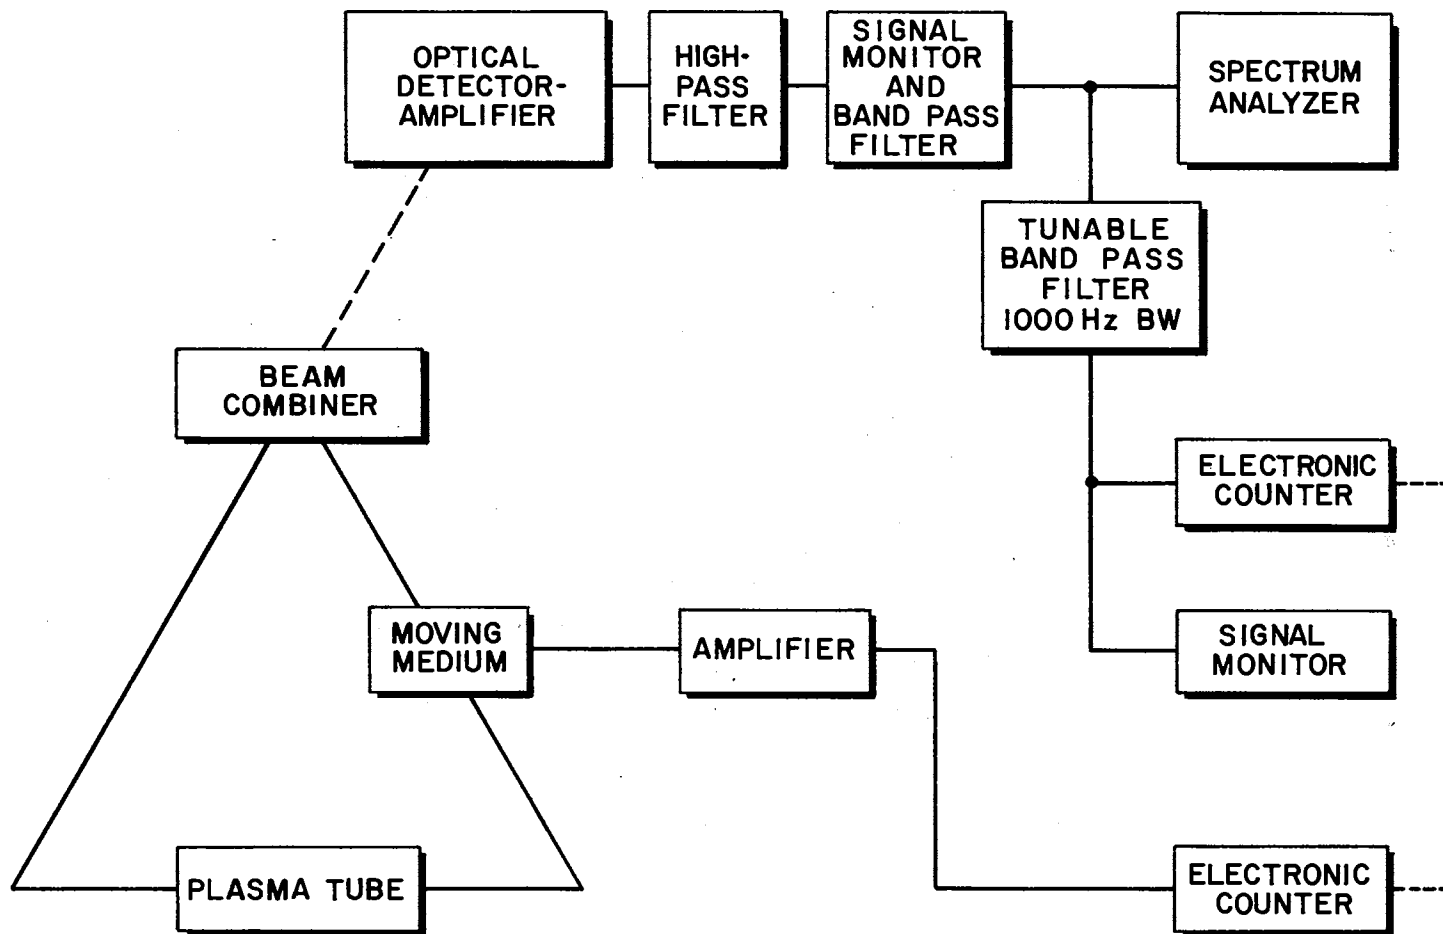 OPTICAL
DETECTOR-
AMPLIFIER
HIGH-
PASS
FILTER
SIGNAL
MONITOR
AND
BAND PASS
FILTER
SPECTRUM
ANALYZER
TUNABLE
BAND PASS
FILTER
1000 Hz BW
BEAM
COMBINER
ELECTRONIC
COUNTER
MOVING
MEDIUM
AMPLIFIER
SIGNAL
MONITOR
PLASMA TUBE
ELECTRONIC
COUNTER